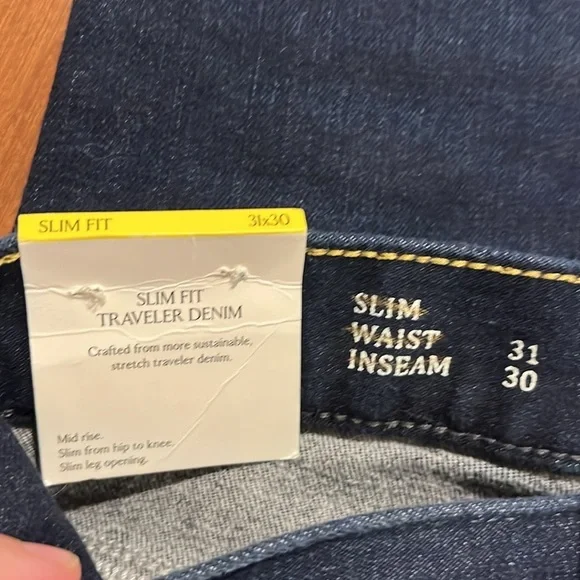 SLIM FIT 31x30
SLIM FIT
TRAVELER DENIM
Crafted from more sustainable,
stretch traveler denim.
Mid rise.
Slim from hip to knee.
Slim leg opening.
SLIM
WAIST 31
INSEAM 30